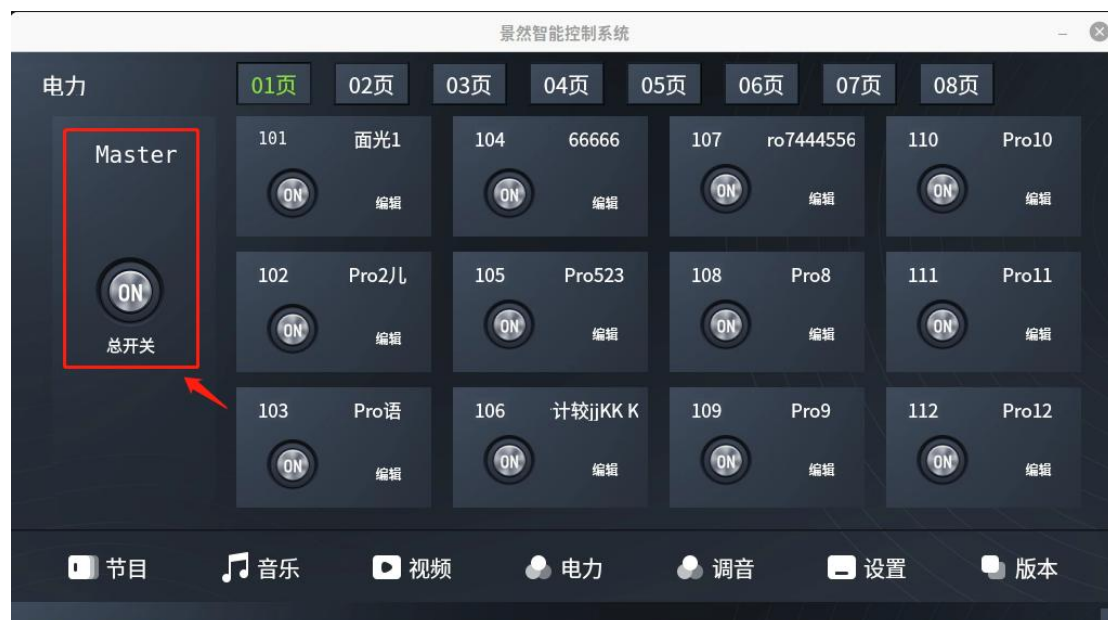 景然智能控制系统
电力
01页 02页 03页 04页 05页 06页 07页 08页
Master
ON
总开关
101 面光1
ON 编辑
104 66666
ON 编辑
107 ro7444556
ON 编辑
110 Pro10
ON 编辑
102 Pro2儿
ON 编辑
105 Pro523
ON 编辑
108 Pro8
ON 编辑
111 Pro11
ON 编辑
103 Pro语
ON 编辑
106 计较jjKK K
ON 编辑
109 Pro9
ON 编辑
112 Pro12
ON 编辑
节目 音乐 视频 电力 调音 设置 版本